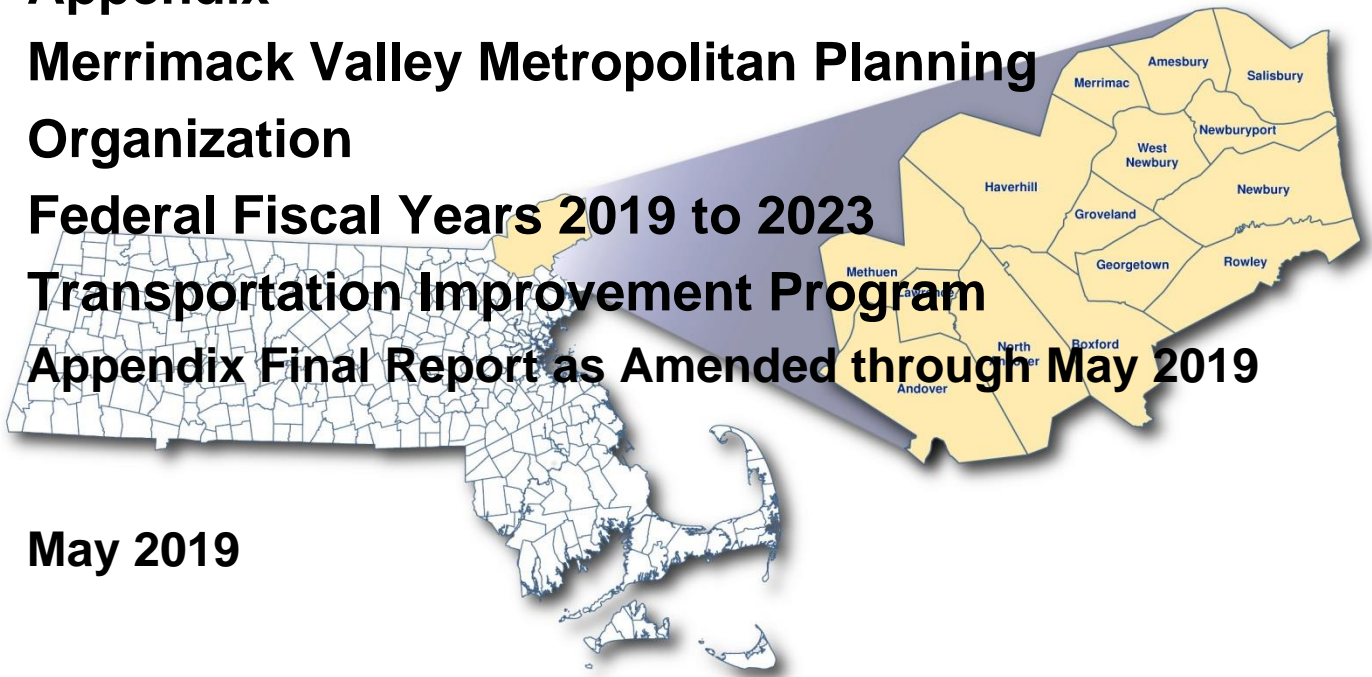 Appendix
Merrimack Valley Metropolitan Planning
Organization
Federal Fiscal Years 2019 to 2023
Transportation Improvement Program
Appendix Final Report as Amended through May 2019
May 2019
Amesbury
Salisbury
Merrimac
Newburyport
West
Newbury
Haverhill
Newbury
Groveland
Georgetown
Rowley
Methuen
Lawrence
North
Andover
Boxford
Andover